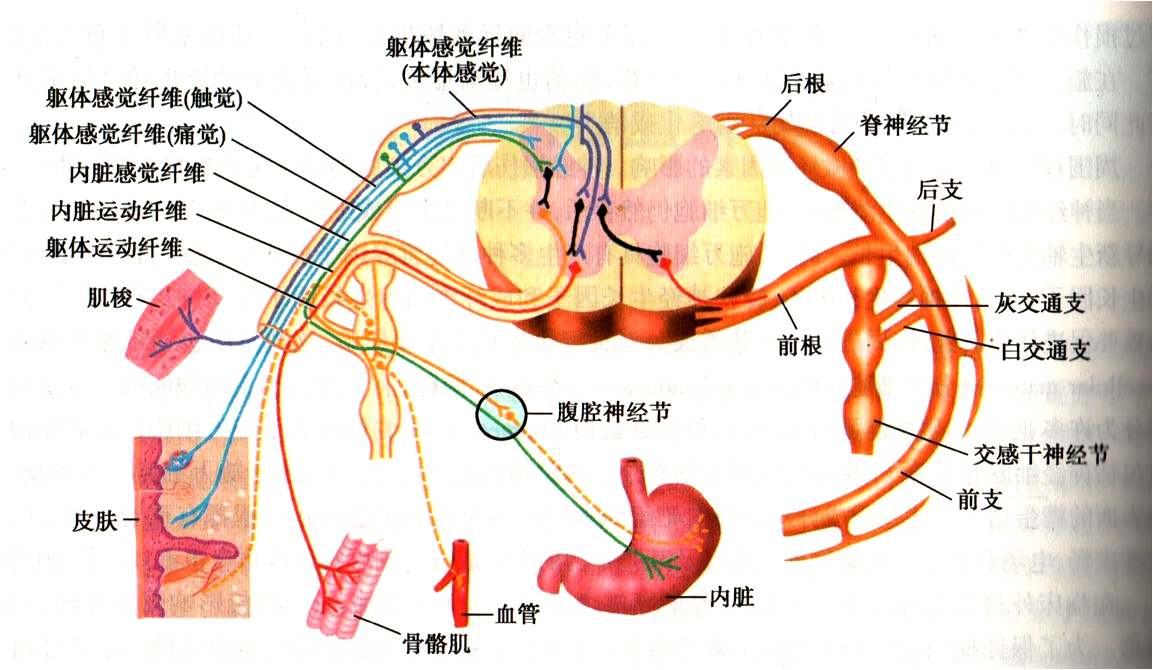 躯体感觉纤维
(本体感觉)
躯体感觉纤维(触觉)
躯体感觉纤维(痛觉)
内脏感觉纤维
内脏运动纤维
躯体运动纤维
肌梭
皮肤
骨骼肌
血管
内脏
腹腔神经节
后根
脊神经节
后支
灰交通支
白交通支
前根
交感干神经节
前支